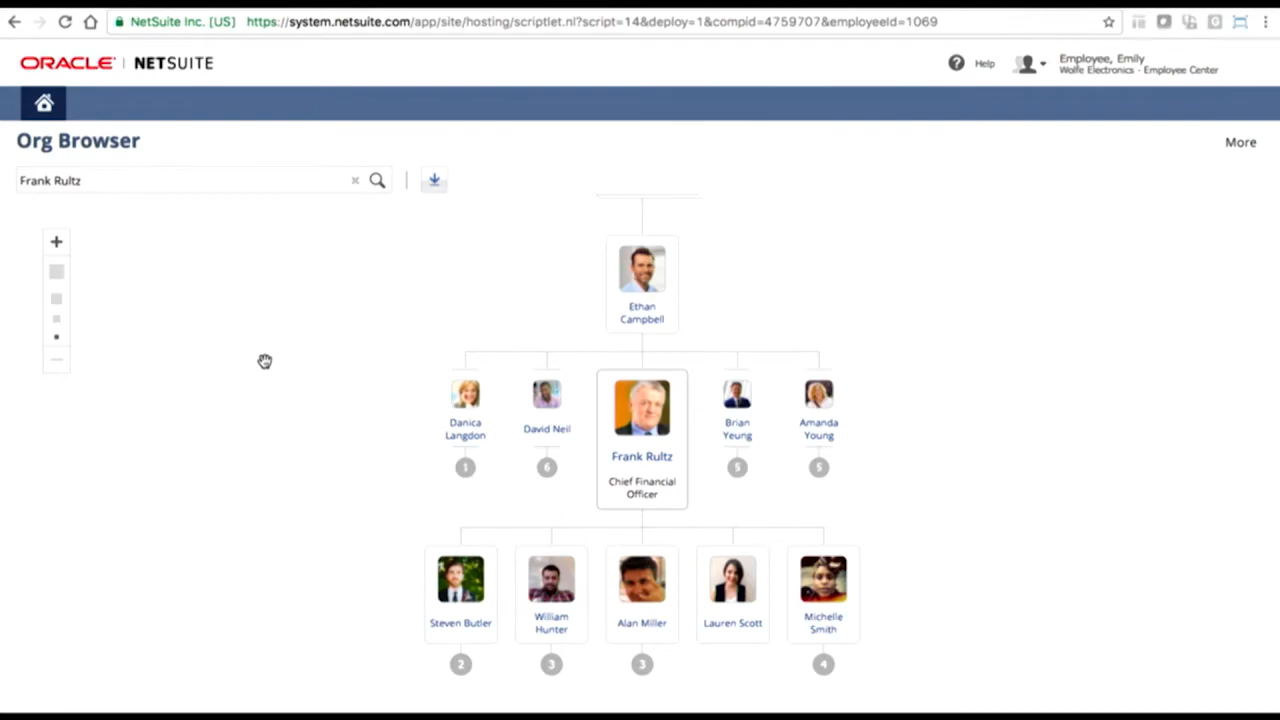 NetSuite Inc. [US]
https://system.netsuite.com/app/site/hosting/scriptlet.nl?script=14&deploy=1&compid=4759707&employeeId=1069
ORACLE | NETSUITE
Help
Employee, Emily
Wolfe Electronics - Employee Center
Org Browser
More
Frank Rultz
Ethan
Campbell
Danica
Langdon
1
David Neil
6
Frank Rultz
Chief Financial
Officer
Brian
Yeung
5
Amanda
Young
5
Steven Butler
2
William
Hunter
3
Alan Miller
3
Lauren Scott
Michelle
Smith
4